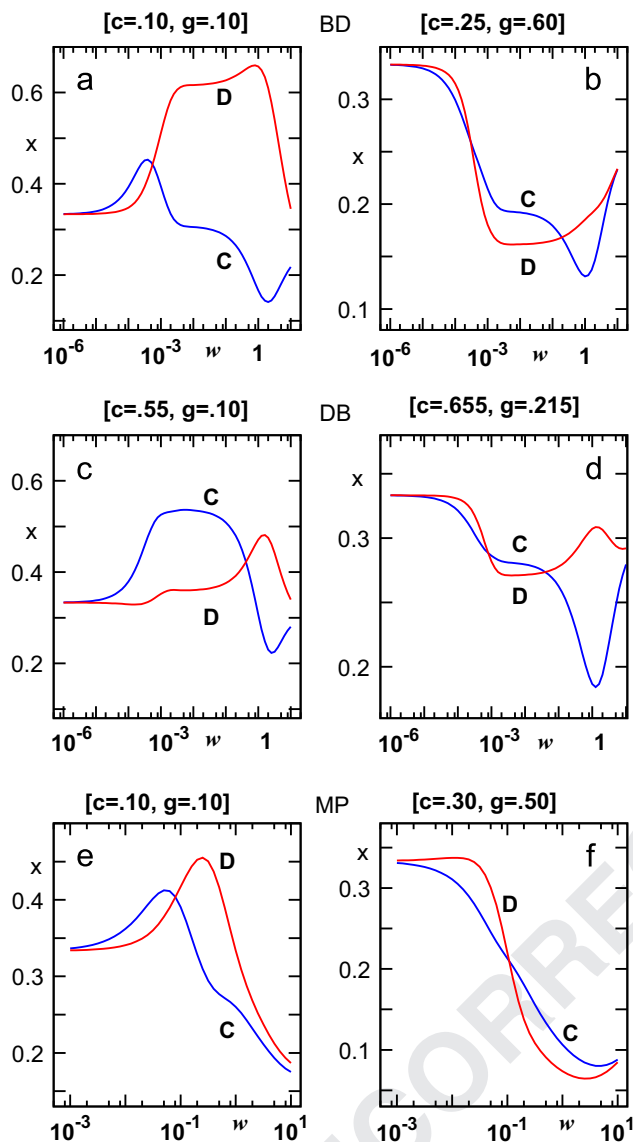 [c=.10, g=.10] BD [c=.25, g=.60]
a b
0.6
x
0.4
0.2
D
C
10⁻⁶ 10⁻³ w 1
0.3
x
0.2
0.1
C
D
10⁻⁶ 10⁻³ w 1
[c=.55, g=.10] DB [c=.655, g=.215]
c d
0.6
x
0.4
0.2
C
D
10⁻⁶ 10⁻³ w 1
x
0.3
0.2
C
D
10⁻⁶ 10⁻³ w 1
[c=.10, g=.10] MP [c=.30, g=.50]
e f
x
0.4
0.3
0.2
D
C
10⁻³ 10⁻¹ w 10¹
x
0.3
0.2
0.1
D
C
10⁻³ 10⁻¹ w 10¹
NCORREC